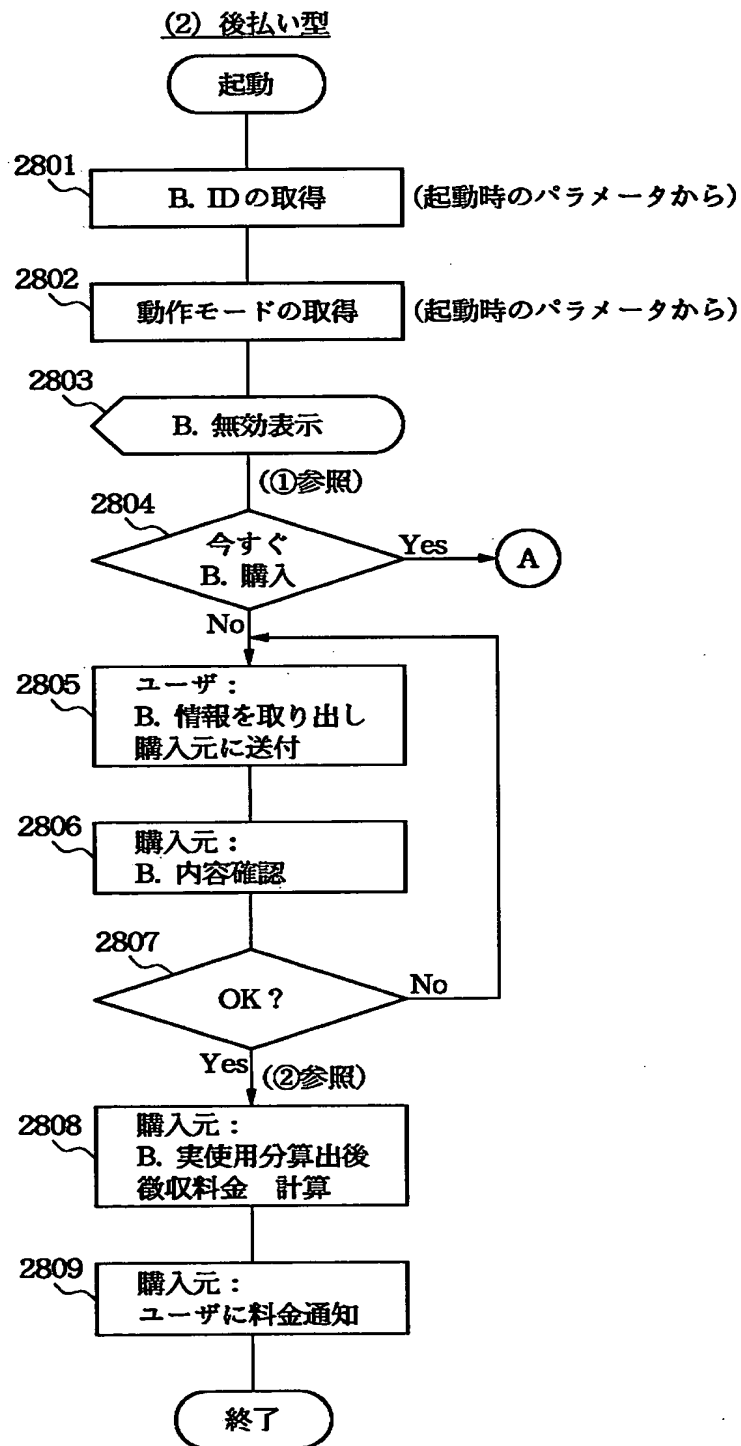 (2) 後払い型
起動
2801
B. IDの取得
(起動時のパラメータから)
2802
動作モードの取得
(起動時のパラメータから)
2803
B. 無効表示
(①参照)
2804
今すぐ
B. 購入
Yes
A
No
2805
ユーザ：
B. 情報を取り出し
購入元に送付
2806
購入元：
B. 内容確認
2807
OK？
No
Yes
(②参照)
2808
購入元：
B. 実使用分算出後
徴収料金　計算
2809
購入元：
ユーザに料金通知
終了